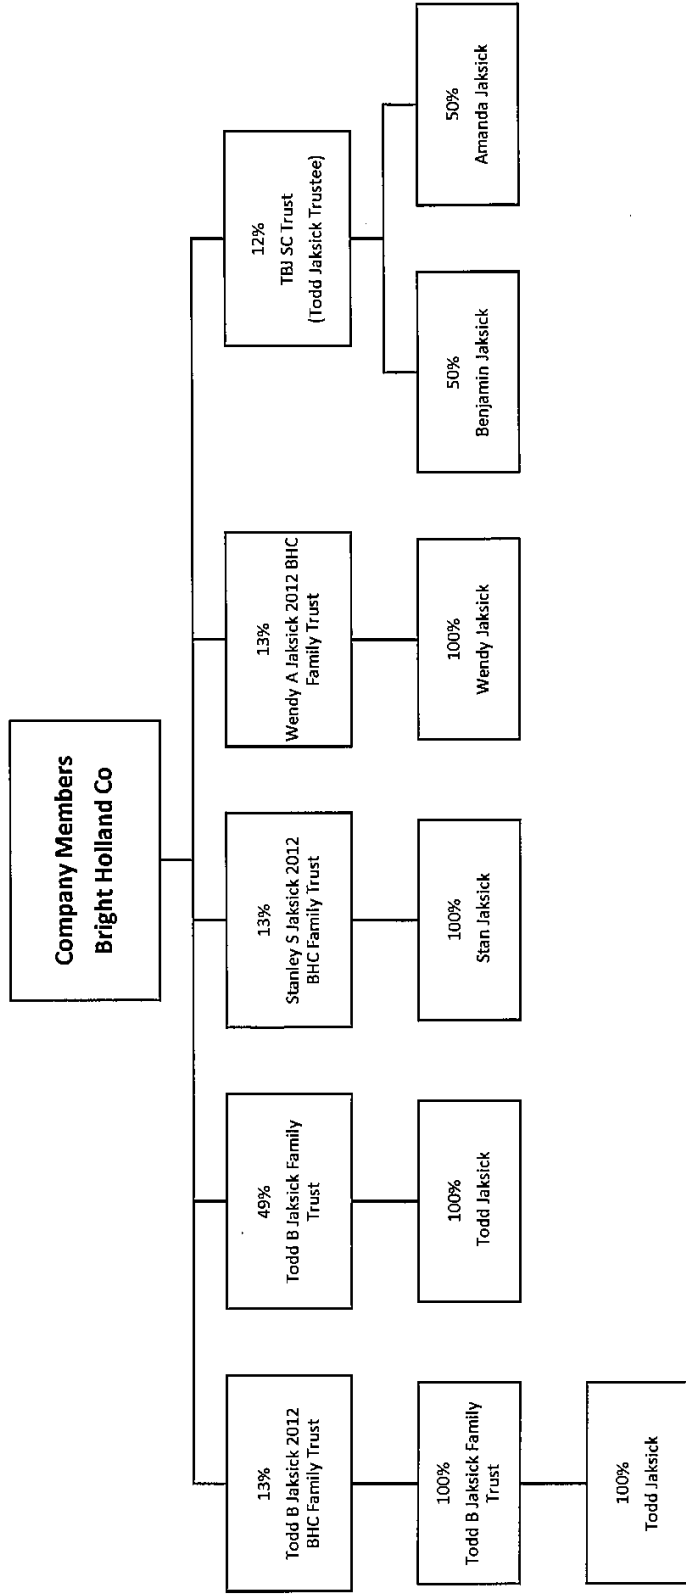 Company Members
Bright Holland Co
13%
Todd B Jaksick 2012
BHC Family Trust
49%
Todd B Jaksick Family
Trust
13%
Stanley S Jaksick 2012
BHC Family Trust
13%
Wendy A Jaksick 2012 BHC
Family Trust
12%
TBJ SC Trust
(Todd Jaksick Trustee)
100%
Todd B Jaksick Family
Trust
100%
Todd Jaksick
100%
Stan Jaksick
100%
Wendy Jaksick
50%
Benjamin Jaksick
50%
Amanda Jaksick
100%
Todd Jaksick